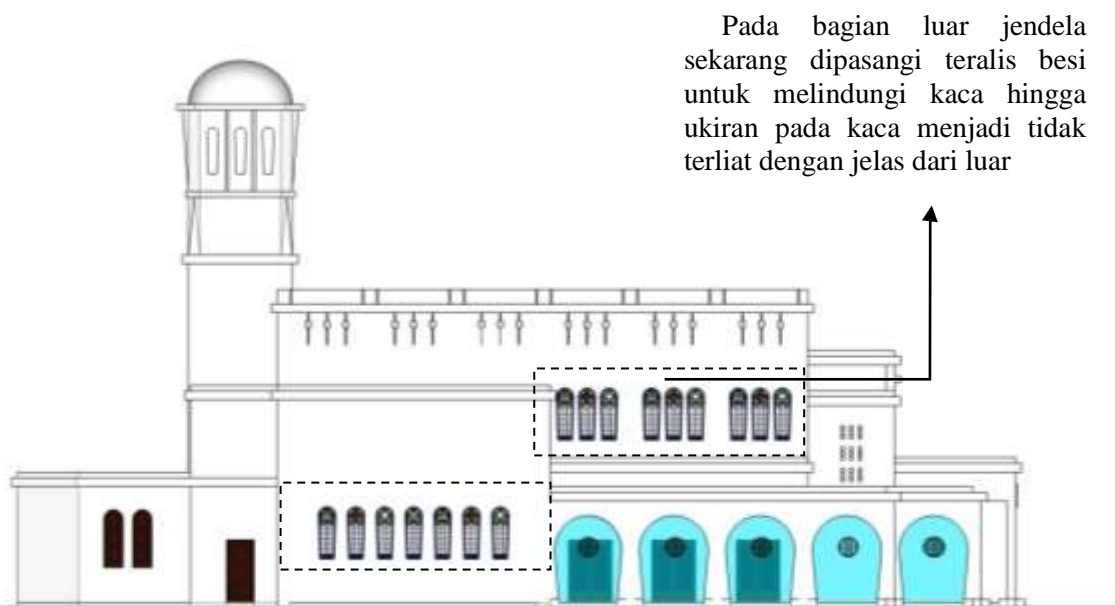 Pada bagian luar jendela
sekarang dipasangi teralis besi
untuk melindungi kaca hingga
ukiran pada kaca menjadi tidak
terliat dengan jelas dari luar